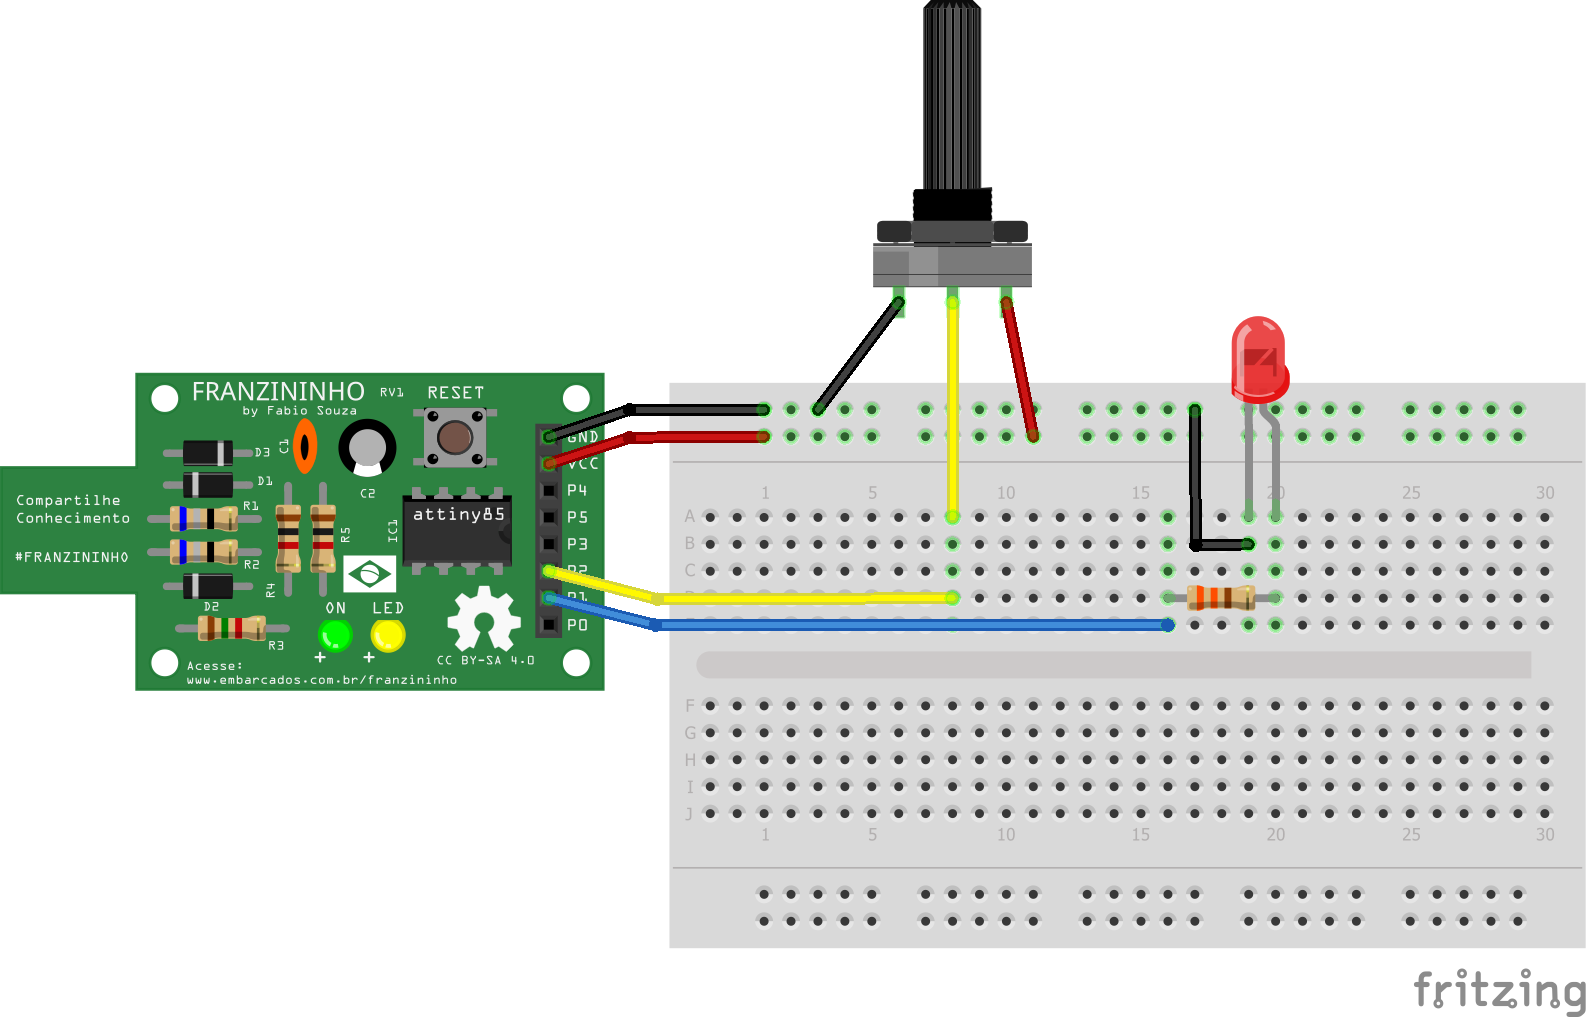 FRANZININHO
RV1
RESET
by Fabio Souza
C1
D3
D1
C2
GND
VCC
P4
P5
P3
P2
P1
P0
Compartilhe
Conhecimento
#FRANZININHO
R1
R2
R4
R5
IC1
attiny85
D2
ON
LED
R3
+
+
CC BY-SA 4.0
Acesse:
www.embarcados.com.br/franzininho
1 5 10 15 20 25 30
A
B
C
F
G
H
I
J
1 5 10 15 20 25 30
fritzing